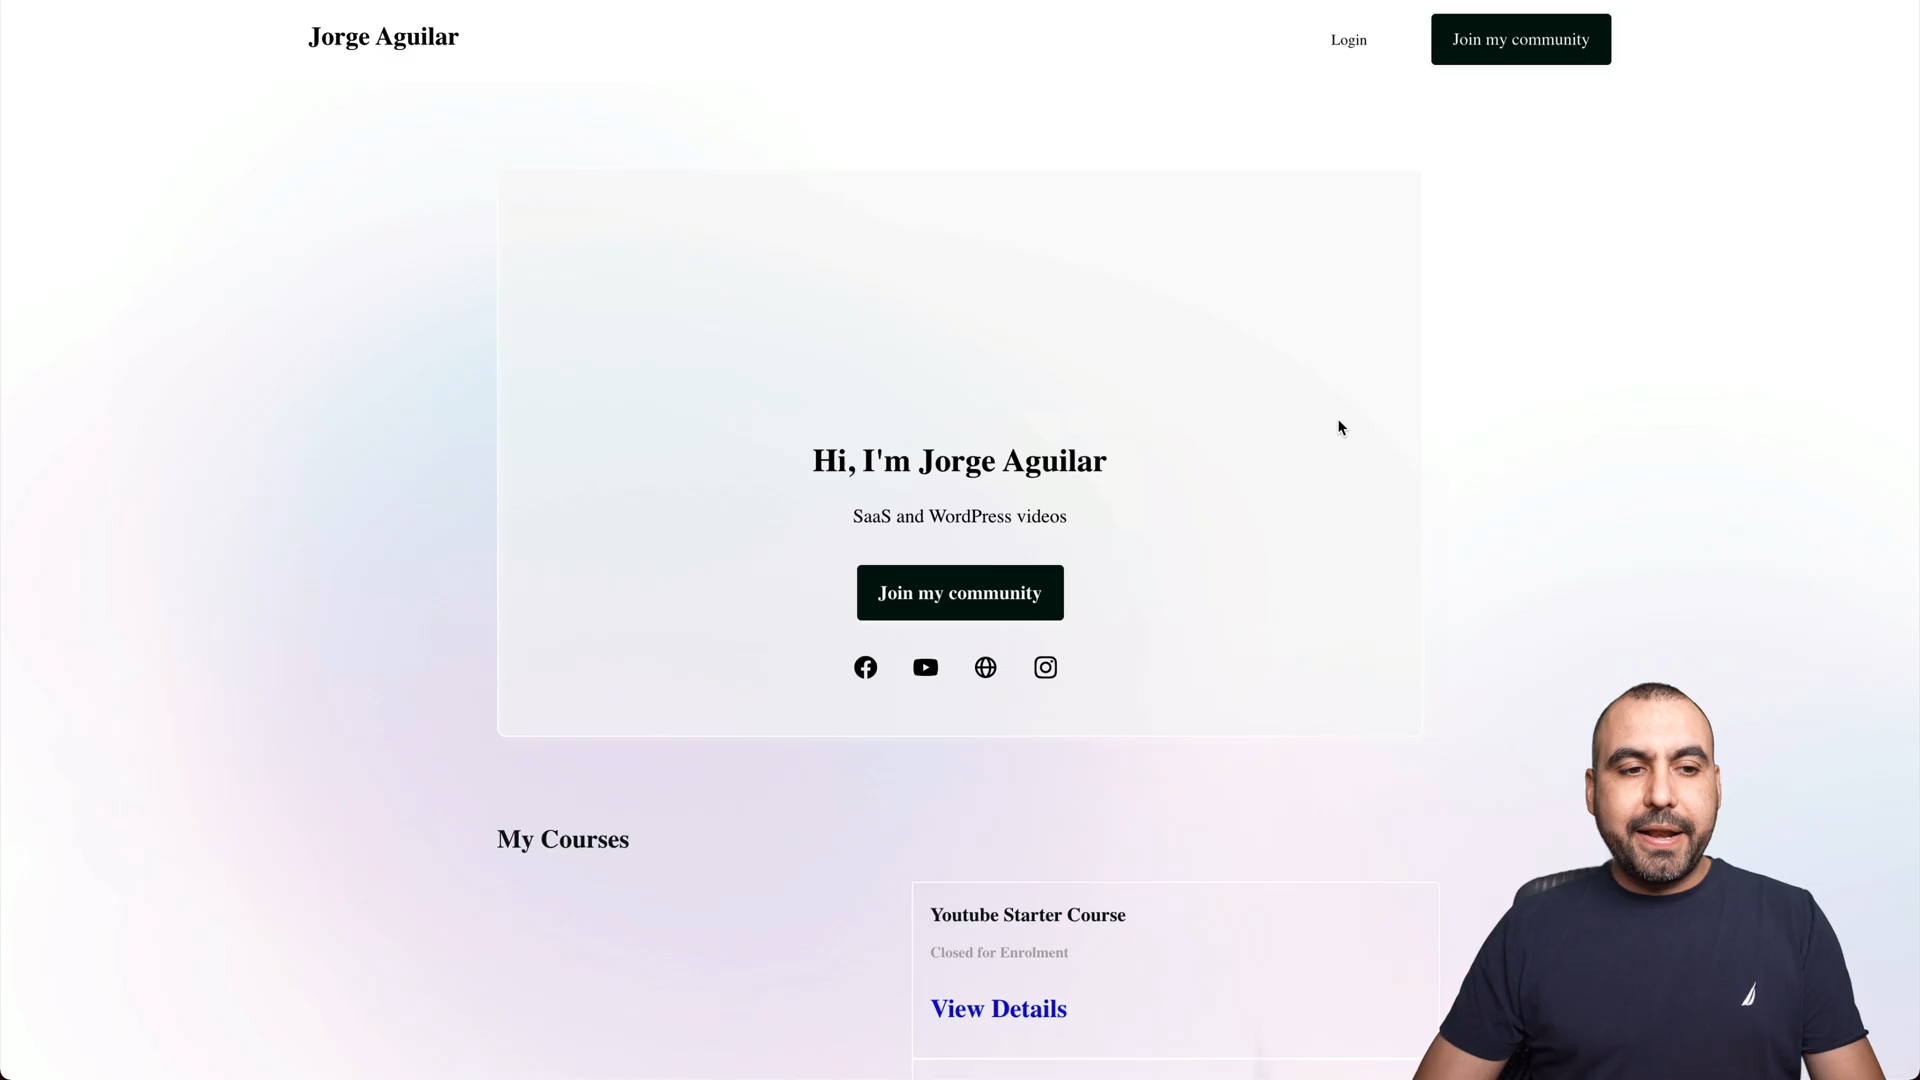 Jorge Aguilar
Login
Join my community
Hi, I'm Jorge Aguilar
SaaS and WordPress videos
Join my community
My Courses
Youtube Starter Course
Closed for Enrolment
View Details